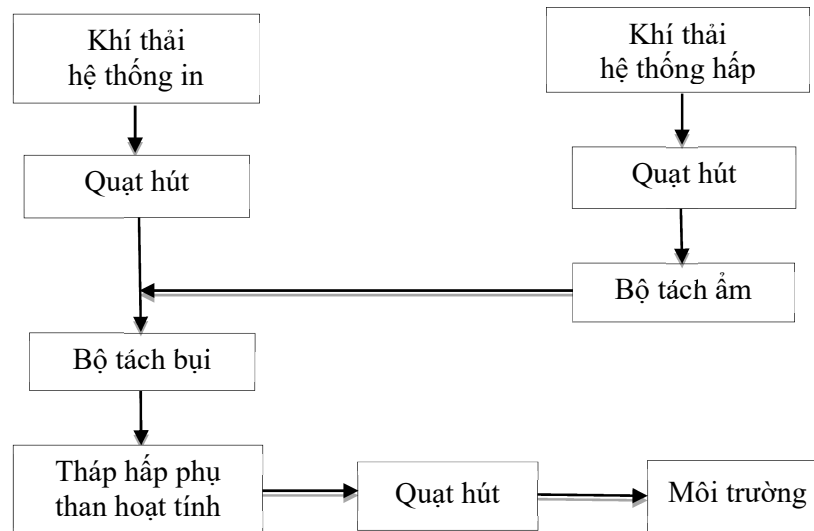 Khí thải
hệ thống in
Khí thải
hệ thống hấp
Quạt hút
Quạt hút
Bộ tách ẩm
Bộ tách bụi
Tháp hấp phụ
than hoạt tính
Quạt hút
Môi trường